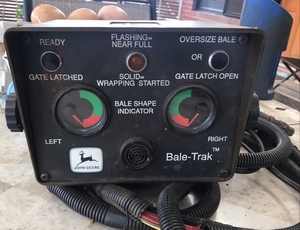 READY
FLASHING=
NEAR FULL
OVERSIZE BALE
OR
GATE LATCHED
SOLID=
WRAPPING STARTED
GATE LATCH OPEN
BALE SHAPE
INDICATOR
LEFT
RIGHT
JOHN DEERE
Bale-Trak™